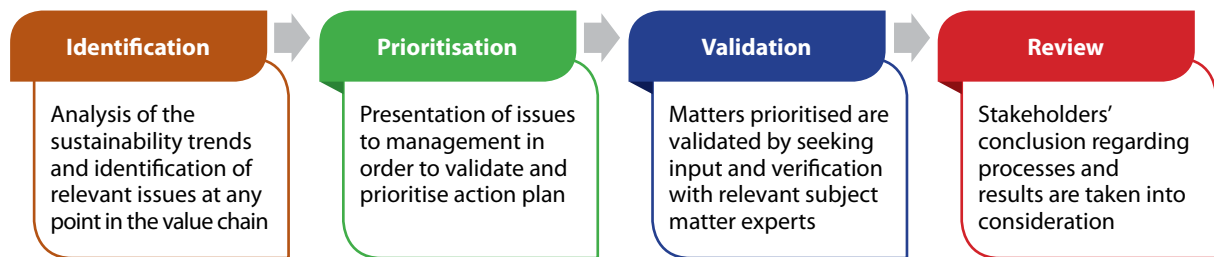 Identification
Analysis of the
sustainability trends
and identification of
relevant issues at any
point in the value chain
Prioritisation
Presentation of issues
to management in
order to validate and
prioritise action plan
Validation
Matters prioritised are
validated by seeking
input and verification
with relevant subject
matter experts
Review
Stakeholders’
conclusion regarding
processes and
results are taken into
consideration